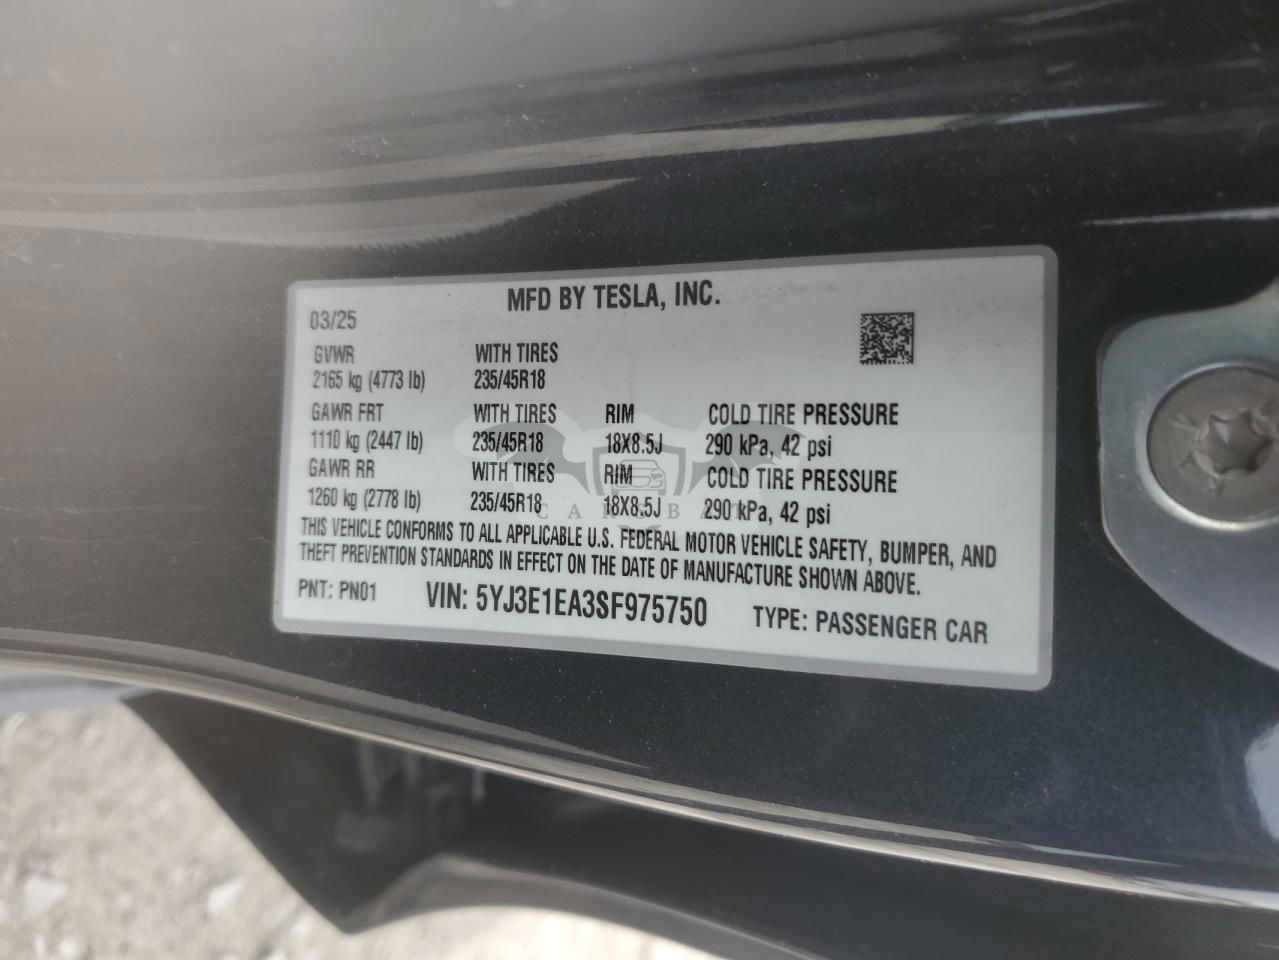 MFD BY TESLA, INC.
03/25
GVWR WITH TIRES
2165 kg (4773 lb) 235/45R18
GAWR FRT WITH TIRES RIM COLD TIRE PRESSURE
1110 kg (2447 lb) 235/45R18 18X8.5J 290 kPa, 42 psi
GAWR RR WITH TIRES RIM COLD TIRE PRESSURE
1260 kg (2778 lb) 235/45R18 18X8.5J 290 kPa, 42 psi
THIS VEHICLE CONFORMS TO ALL APPLICABLE U.S. FEDERAL MOTOR VEHICLE SAFETY, BUMPER, AND
THEFT PREVENTION STANDARDS IN EFFECT ON THE DATE OF MANUFACTURE SHOWN ABOVE.
PNT: PN01 VIN: 5YJ3E1EA3SF975750 TYPE: PASSENGER CAR